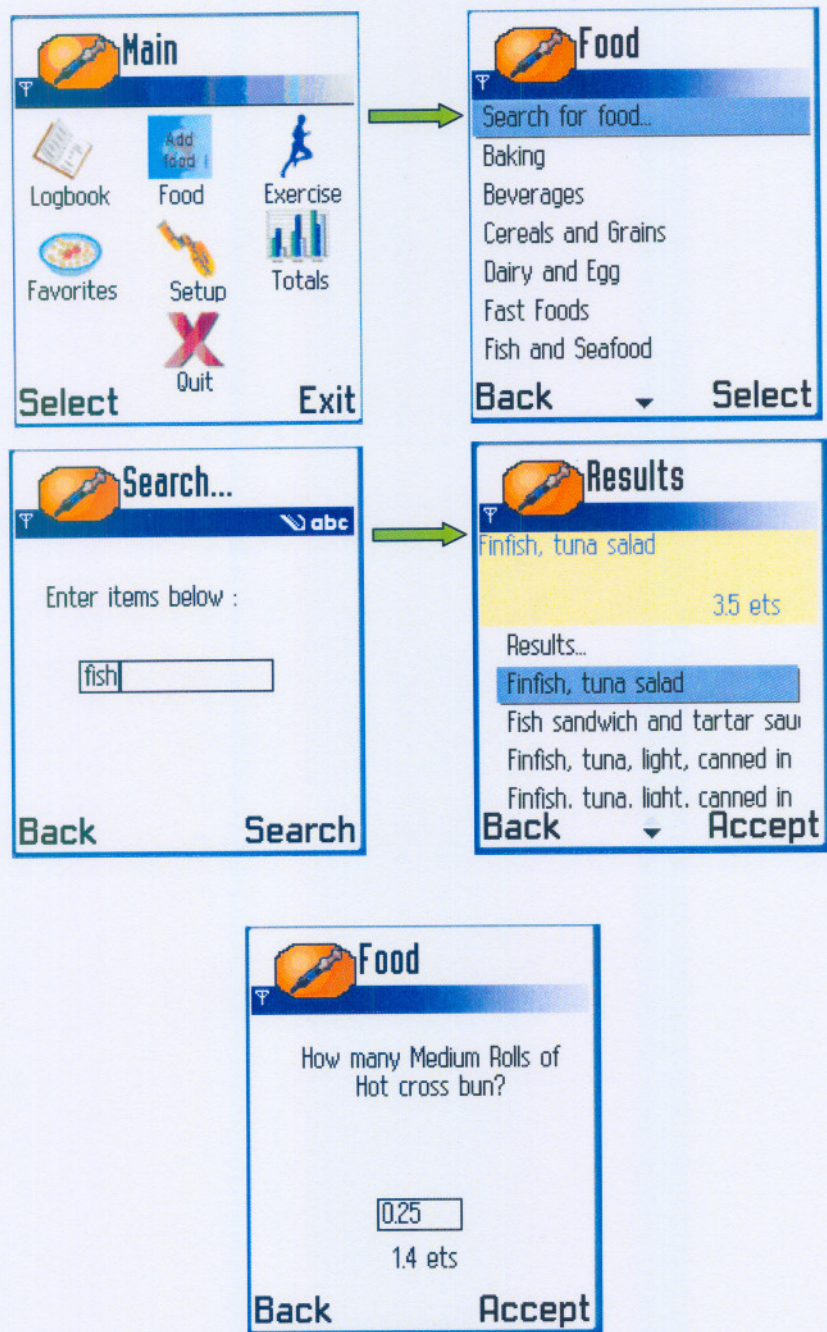 Main
Add
food
Logbook
Food
Exercise
Favorites
Setup
Totals
Quit
Select
Exit
Food
Search for food...
Baking
Beverages
Cereals and Grains
Dairy and Egg
Fast Foods
Fish and Seafood
Back
Select
Search...
abc
Enter items below :
fish
Back
Search
Results
Finfish, tuna salad
3.5 ets
Results...
Finfish, tuna salad
Fish sandwich and tartar sau
Finfish, tuna, light, canned in
Finfish, tuna, light, canned in
Back
Accept
Food
How many Medium Rolls of
Hot cross bun?
0.25
1.4 ets
Back
Accept